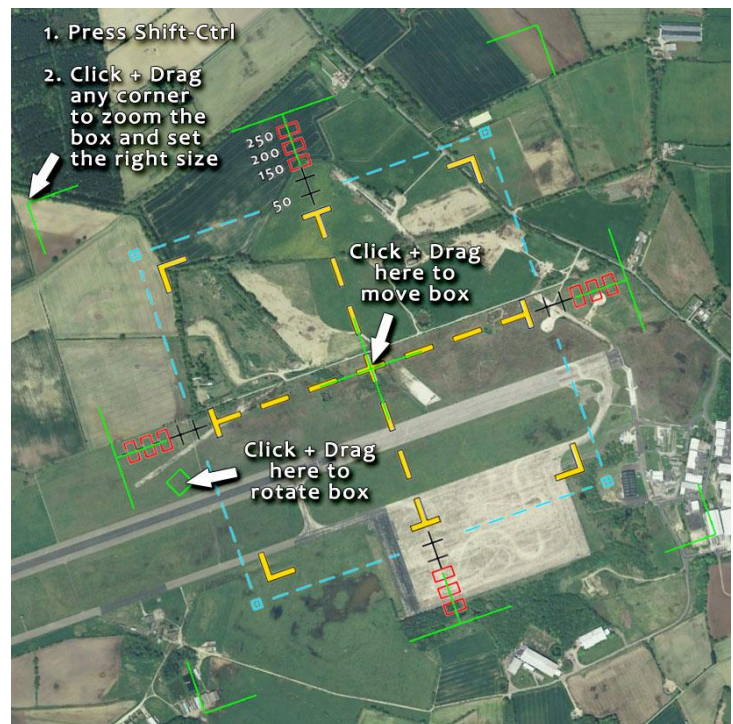 1. Press Shift-Ctrl
2. Click + Drag
any corner
to zoom the
box and set
the right size
250
200
150
50
Click + Drag
here to
move box
Click + Drag
here to
rotate box